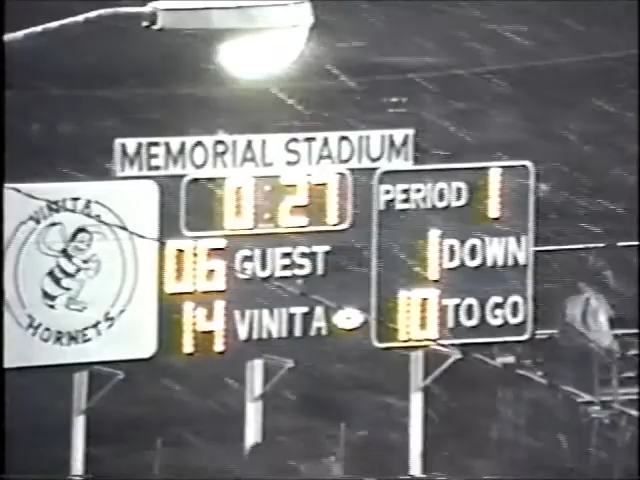 MEMORIAL STADIUM
0:27
PERIOD 1
VINITA
HORNETS
06 GUEST
1 DOWN
14 VINITA
10 TO GO